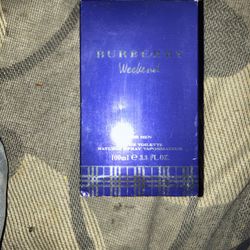 BURBERRY
Weekend
FOR MEN
EAU DE TOILETTE
NATURAL SPRAY VAPORISATEUR
100ml ℮ 3.3 FL.OZ.